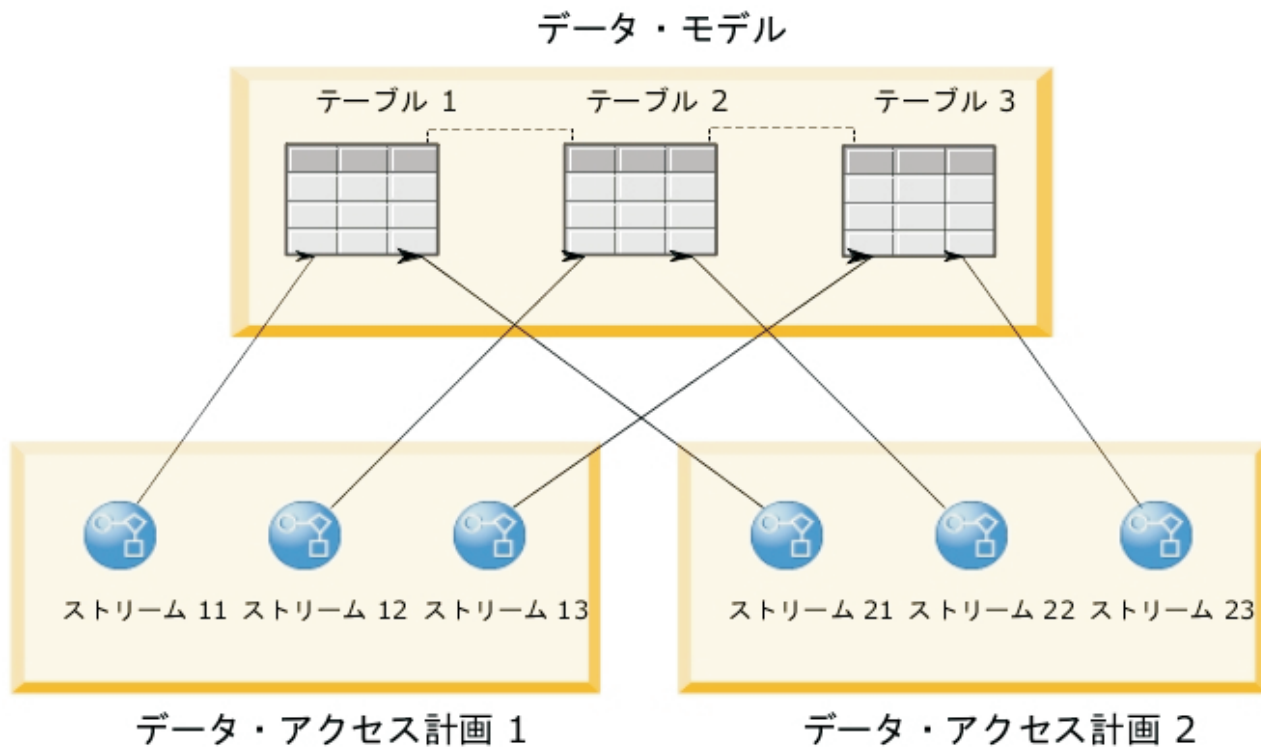 データ・モデル
テーブル 1
テーブル 2
テーブル 3
ストリーム 11
ストリーム 12
ストリーム 13
ストリーム 21
ストリーム 22
ストリーム 23
データ・アクセス計画 1
データ・アクセス計画 2